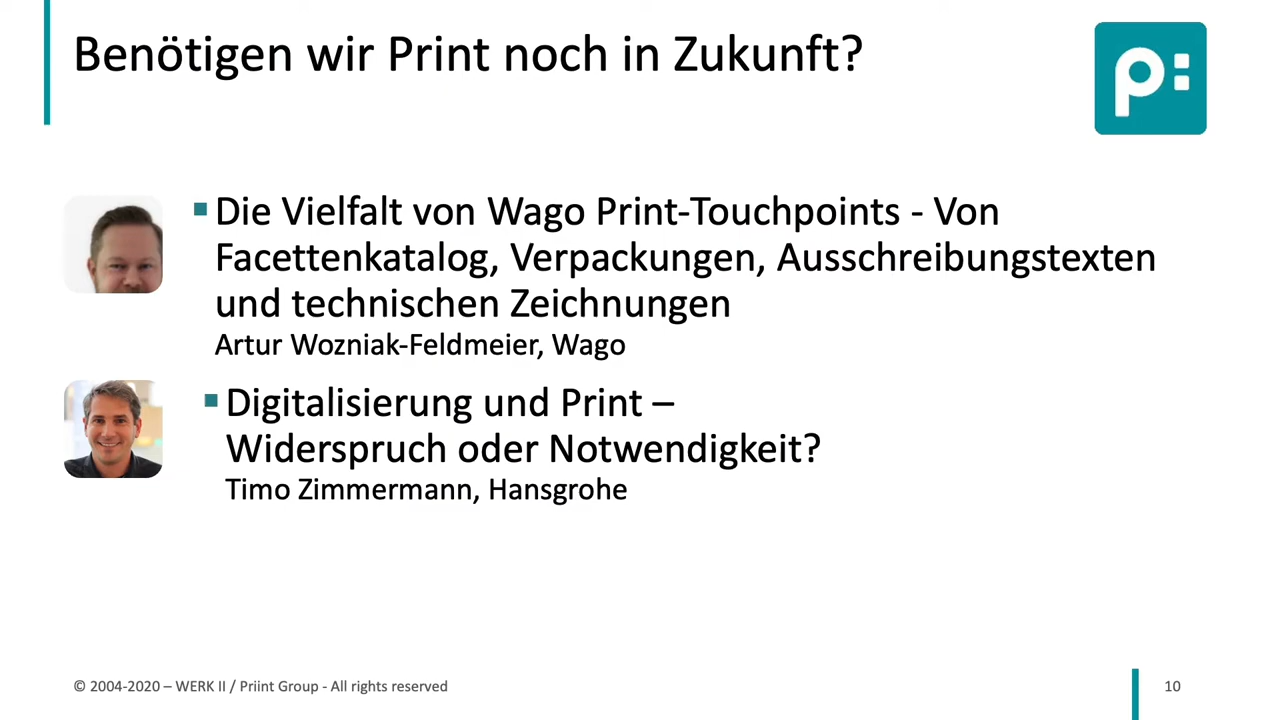 Benötigen wir Print noch in Zukunft?
p:
Die Vielfalt von Wago Print-Touchpoints - Von
Facettenkatalog, Verpackungen, Ausschreibungstexten
und technischen Zeichnungen
Artur Wozniak-Feldmeier, Wago
Digitalisierung und Print –
Widerspruch oder Notwendigkeit?
Timo Zimmermann, Hansgrohe
© 2004-2020 – WERK II / Priint Group - All rights reserved
10